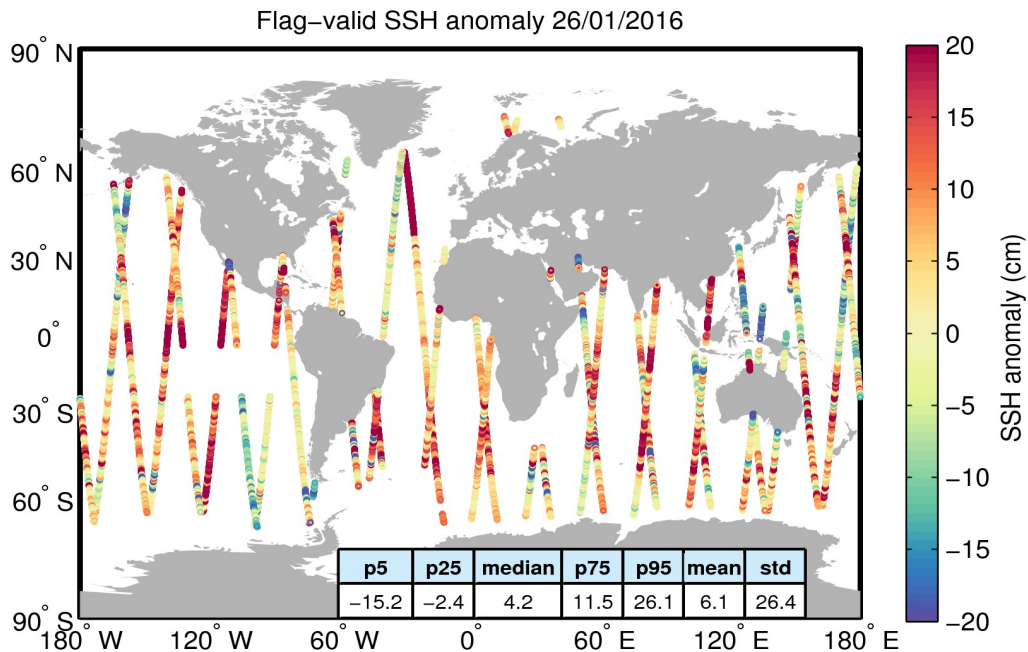 Flag−valid SSH anomaly 26/01/2016
90° N
60° N
30° N
0°
30° S
60° S
90° S
180° W
120° W
60° W
0°
60° E
120° E
180° E
p5 p25 median p75 p95 mean std
−15.2 −2.4 4.2 11.5 26.1 6.1 26.4
20
15
10
5
0
−5
−10
−15
−20
SSH anomaly (cm)